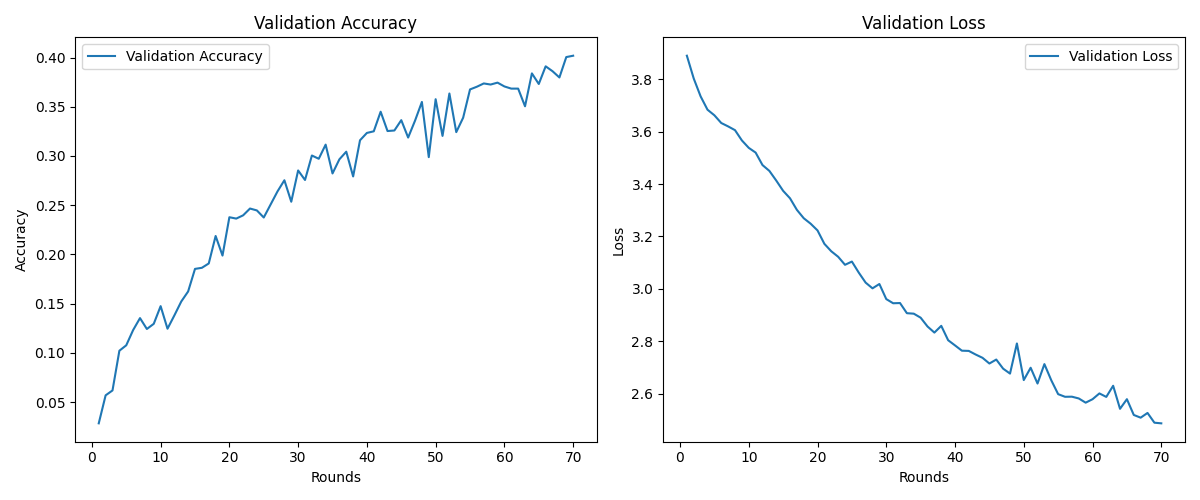 Validation Accuracy
Validation Accuracy
0.40
0.35
0.30
0.25
0.20
0.15
0.10
0.05
Accuracy
0 10 20 30 40 50 60 70
Rounds
Validation Loss
Validation Loss
3.8
3.6
3.4
3.2
3.0
2.8
2.6
Loss
0 10 20 30 40 50 60 70
Rounds